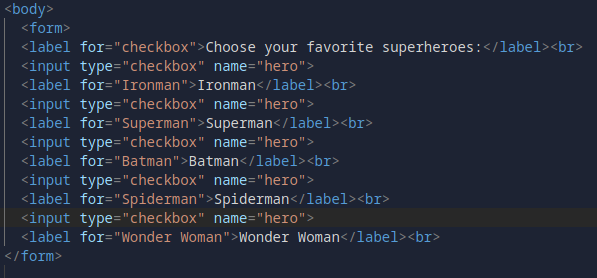 <body>
<form>
<label for="checkbox">Choose your favorite superheroes:</label><br>
<input type="checkbox" name="hero">
<label for="Ironman">Ironman</label><br>
<input type="checkbox" name="hero">
<label for="Superman">Superman</label><br>
<input type="checkbox" name="hero">
<label for="Batman">Batman</label><br>
<input type="checkbox" name="hero">
<label for="Spiderman">Spiderman</label><br>
<input type="checkbox" name="hero">
<label for="Wonder Woman">Wonder Woman</label><br>
</form>